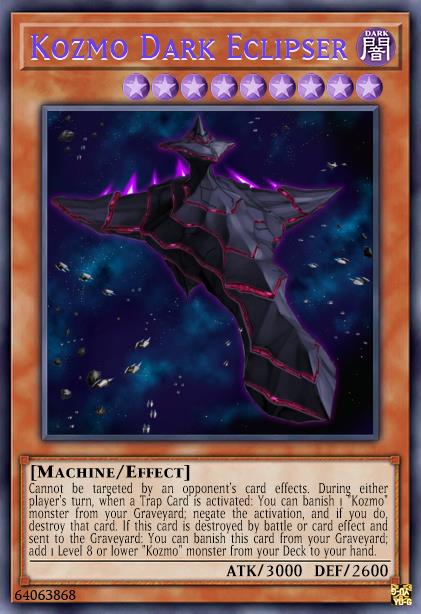 Kozmo Dark Eclipser
DARK
闇
[Machine/Effect]
Cannot be targeted by an opponent's card effects. During either
player's turn, when a Trap Card is activated: You can banish 1 "Kozmo"
monster from your Graveyard; negate the activation, and if you do,
destroy that card. If this card is destroyed by battle or card effect and
sent to the Graveyard: You can banish this card from your Graveyard;
add 1 Level 8 or lower "Kozmo" monster from your Deck to your hand.
ATK/3000 DEF/2600
64063868